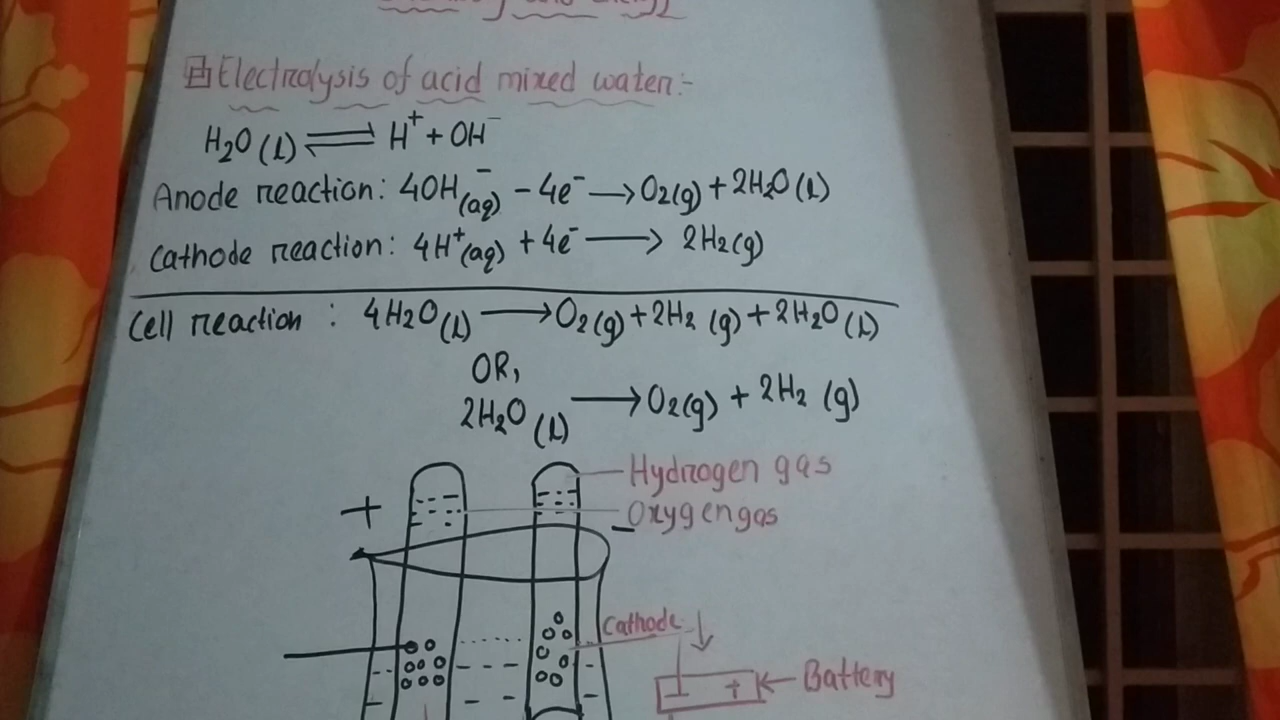 Electrolysis of acid mixed water:-
H₂O(l) ⇌ H⁺ + OH⁻
Anode reaction: 4OH⁻(aq) - 4e⁻ → O₂(g) + 2H₂O(l)
Cathode reaction: 4H⁺(aq) + 4e⁻ → 2H₂(g)
Cell reaction : 4H₂O(l) → O₂(g) + 2H₂(g) + 2H₂O(l)
OR,
2H₂O(l) → O₂(g) + 2H₂(g)
Hydrogen gas
+
Oxygen gas
-
Cathode
- +
Battery